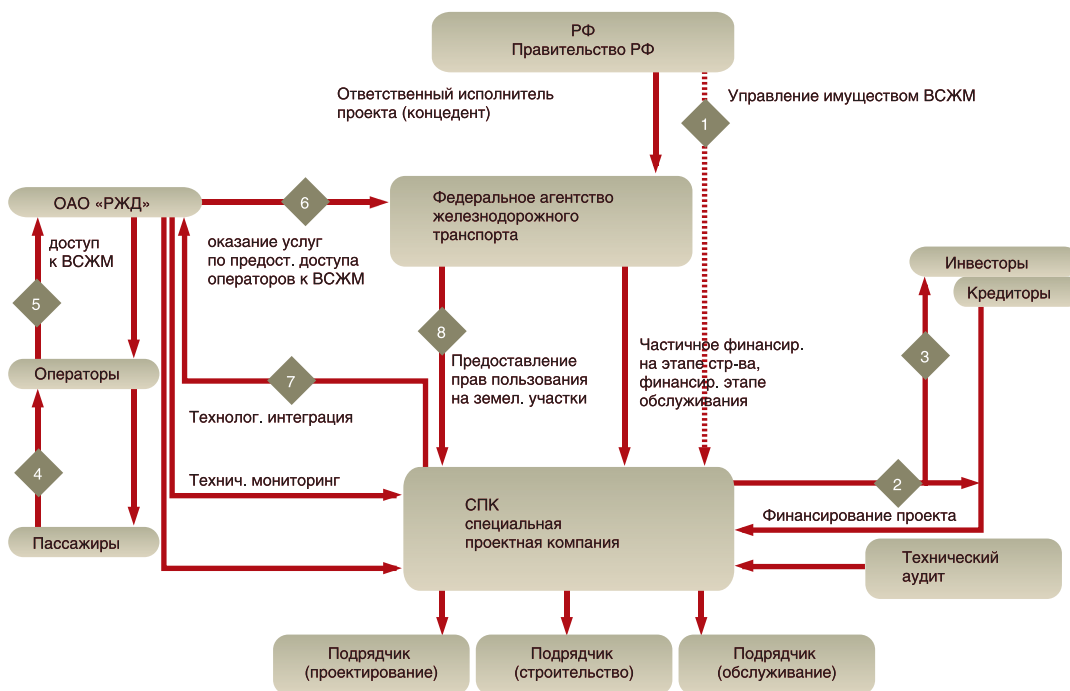 РФ
Правительство РФ
Ответственный исполнитель
проекта (концедент)
Управление имуществом ВСЖМ
1
ОАО «РЖД»
6
Федеральное агентство
железнодорожного
транспорта
доступ
к ВСЖМ
оказание услуг
по предост. доступа
операторов к ВСЖМ
Инвесторы
Кредиторы
5
8
3
Операторы
7
Предоставление
прав пользования
на земел. участки
Частичное финансир.
на этапе стр-ва,
финансир. этапе
обслуживания
Технолог. интеграция
4
Технич. мониторинг
2
СПК
специальная
проектная компания
Финансирование проекта
Пассажиры
Технический
аудит
Подрядчик
(проектирование)
Подрядчик
(строительство)
Подрядчик
(обслуживание)